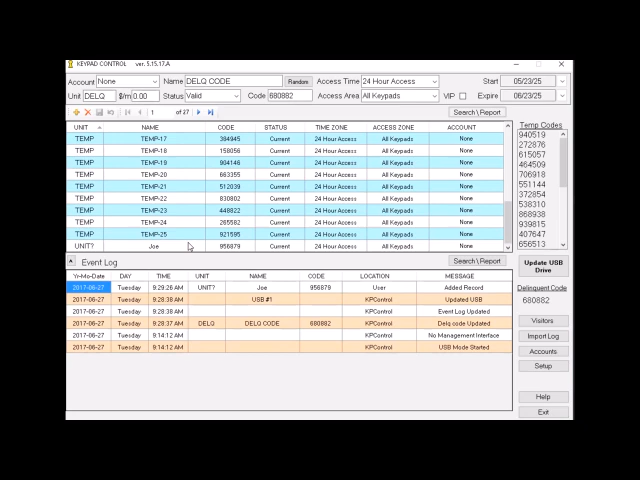 KEYPAD CONTROL ver. 5.15.17.A
Account None Name DELQ CODE Random Access Time 24 Hour Access Start 05/23/25
Unit DELQ $/m 0.00 Status Valid Code 680882 Access Area All Keypads VIP Expire 06/23/25
1 of 27 Search\Report
UNIT NAME CODE STATUS TIME ZONE ACCESS ZONE ACCOUNT
TEMP TEMP-17 384945 Current 24 Hour Access All Keypads None
TEMP TEMP-18 158056 Current 24 Hour Access All Keypads None
TEMP TEMP-19 904146 Current 24 Hour Access All Keypads None
TEMP TEMP-20 663355 Current 24 Hour Access All Keypads None
TEMP TEMP-21 512039 Current 24 Hour Access All Keypads None
TEMP TEMP-22 830802 Current 24 Hour Access All Keypads None
TEMP TEMP-23 448822 Current 24 Hour Access All Keypads None
TEMP TEMP-24 265582 Current 24 Hour Access All Keypads None
TEMP TEMP-25 921595 Current 24 Hour Access All Keypads None
UNIT? Joe 956879 Current 24 Hour Access All Keypads None
Temp Codes
940519
272876
615057
464509
706918
551144
372854
538310
868938
939815
407647
656513
Event Log Search\Report
Yr-Mo-Date DAY TIME UNIT NAME CODE LOCATION MESSAGE
2017-06-27 Tuesday 9:29:26 AM UNIT? Joe 956879 User Added Record
2017-06-27 Tuesday 9:28:38 AM USB #1 KPControl Updated USB
2017-06-27 Tuesday 9:28:38 AM KPControl Event Log Updated
2017-06-27 Tuesday 9:28:37 AM DELQ DELQ CODE 680882 KPControl Delq code Updated
2017-06-27 Tuesday 9:14:12 AM KPControl No Management Interface
2017-06-27 Tuesday 9:14:12 AM KPControl USB Mode Started
Update USB
Drive
Delinquent Code
680882
Visitors
Import Log
Accounts
Setup
Help
Exit